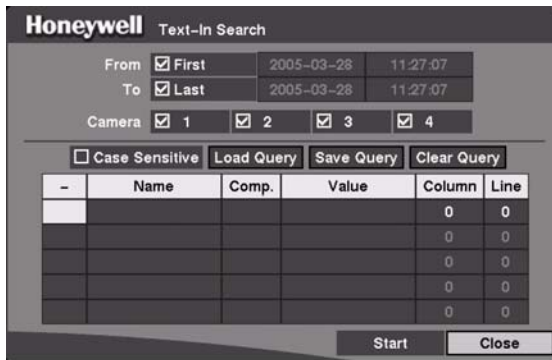 Honeywell Text-In Search
From First 2005-03-28 11:27:07
To Last 2005-03-28 11:27:07
Camera 1 2 3 4
Case Sensitive Load Query Save Query Clear Query
- Name Comp. Value Column Line
0 0
0 0
0 0
0 0
0 0
Start Close